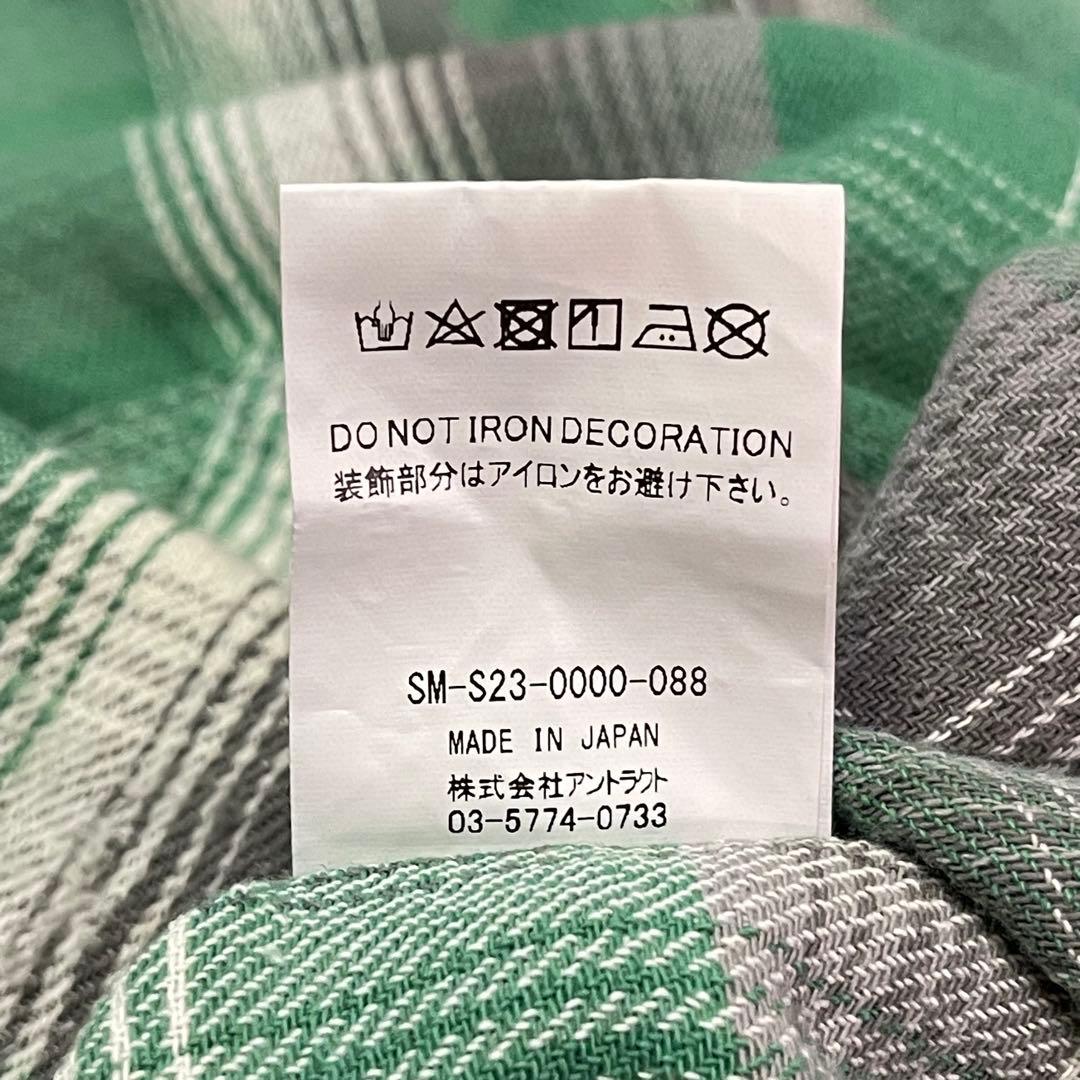 DO NOT IRON DECORATION
装飾部分はアイロンをお避け下さい。
SM-S23-0000-088
MADE IN JAPAN
株式会社アントラクト
03-5774-0733